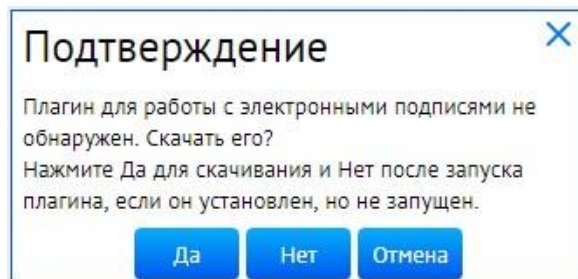 Подтверждение
Плагин для работы с электронными подписями не
обнаружен. Скачать его?
Нажмите Да для скачивания и Нет после запуска
плагина, если он установлен, но не запущен.
Да Нет Отмена